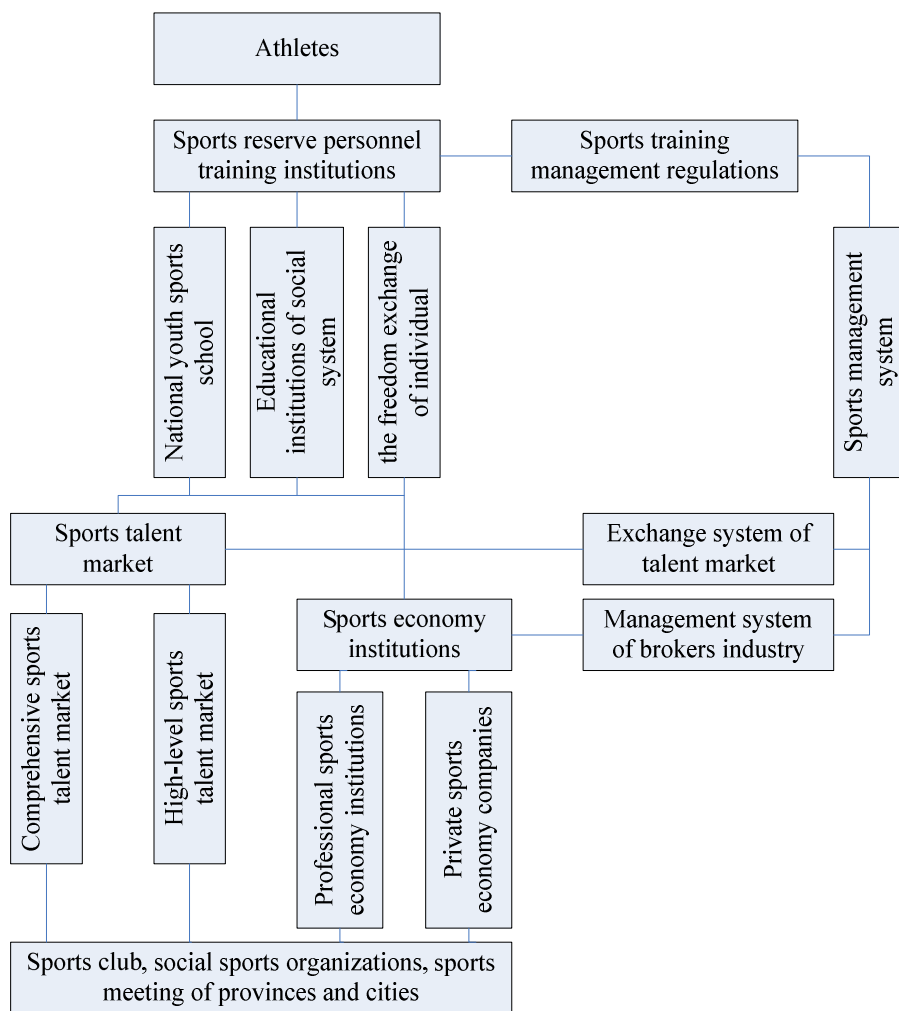 Athletes
Sports reserve personnel
training institutions
Sports training
management regulations
National youth sports
school
Educational
institutions of social
system
the freedom exchange
of individual
Sports management
system
Sports talent
market
Exchange system of
talent market
Sports economy
institutions
Management system
of brokers industry
Comprehensive sports
talent market
High-level sports
talent market
Professional sports
economy institutions
Private sports
economy companies
Sports club, social sports organizations, sports
meeting of provinces and cities